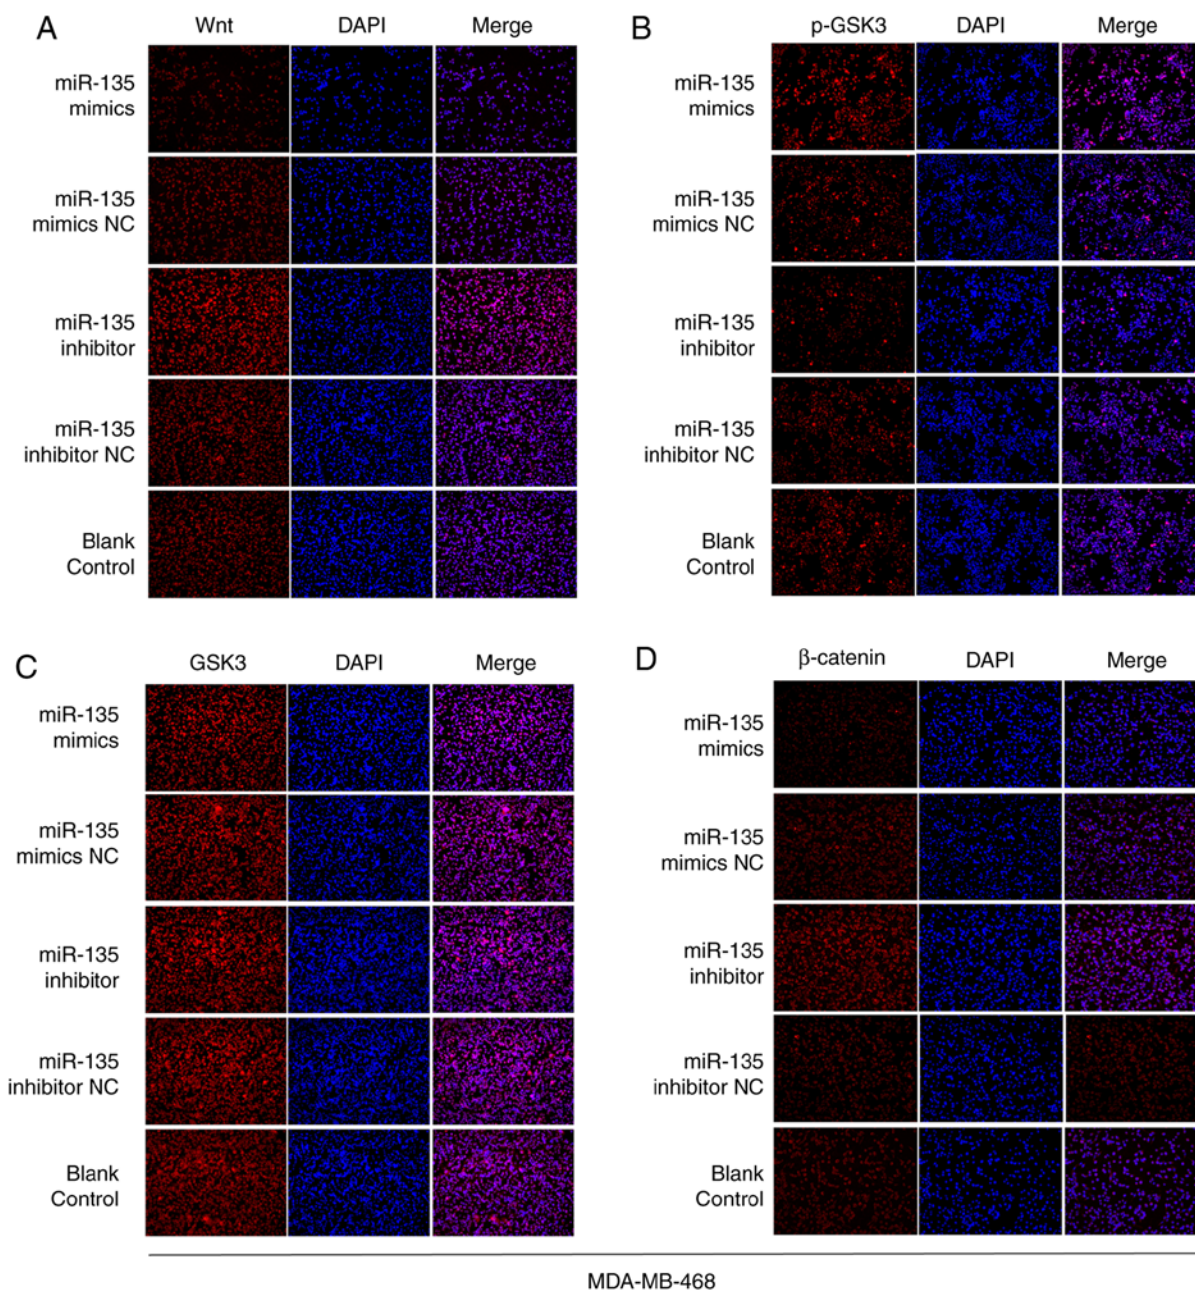 A
Wnt DAPI Merge
miR-135
mimics
miR-135
mimics NC
miR-135
inhibitor
miR-135
inhibitor NC
Blank
Control
B
p-GSK3 DAPI Merge
miR-135
mimics
miR-135
mimics NC
miR-135
inhibitor
miR-135
inhibitor NC
Blank
Control
C
GSK3 DAPI Merge
miR-135
mimics
miR-135
mimics NC
miR-135
inhibitor
miR-135
inhibitor NC
Blank
Control
D
β-catenin DAPI Merge
miR-135
mimics
miR-135
mimics NC
miR-135
inhibitor
miR-135
inhibitor NC
Blank
Control
MDA-MB-468